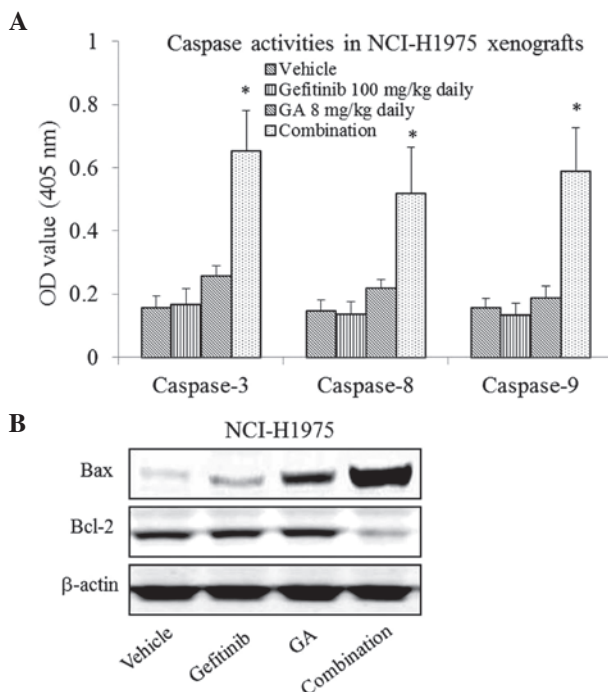 A
Caspase activities in NCI-H1975 xenografts
Vehicle
Gefitinib 100 mg/kg daily
GA 8 mg/kg daily
Combination
OD value (405 nm)
1
0.8
0.6
0.4
0.2
0
*
*
*
Caspase-3
Caspase-8
Caspase-9
B
NCI-H1975
Bax
Bcl-2
β-actin
Vehicle
Gefitinib
GA
Combination